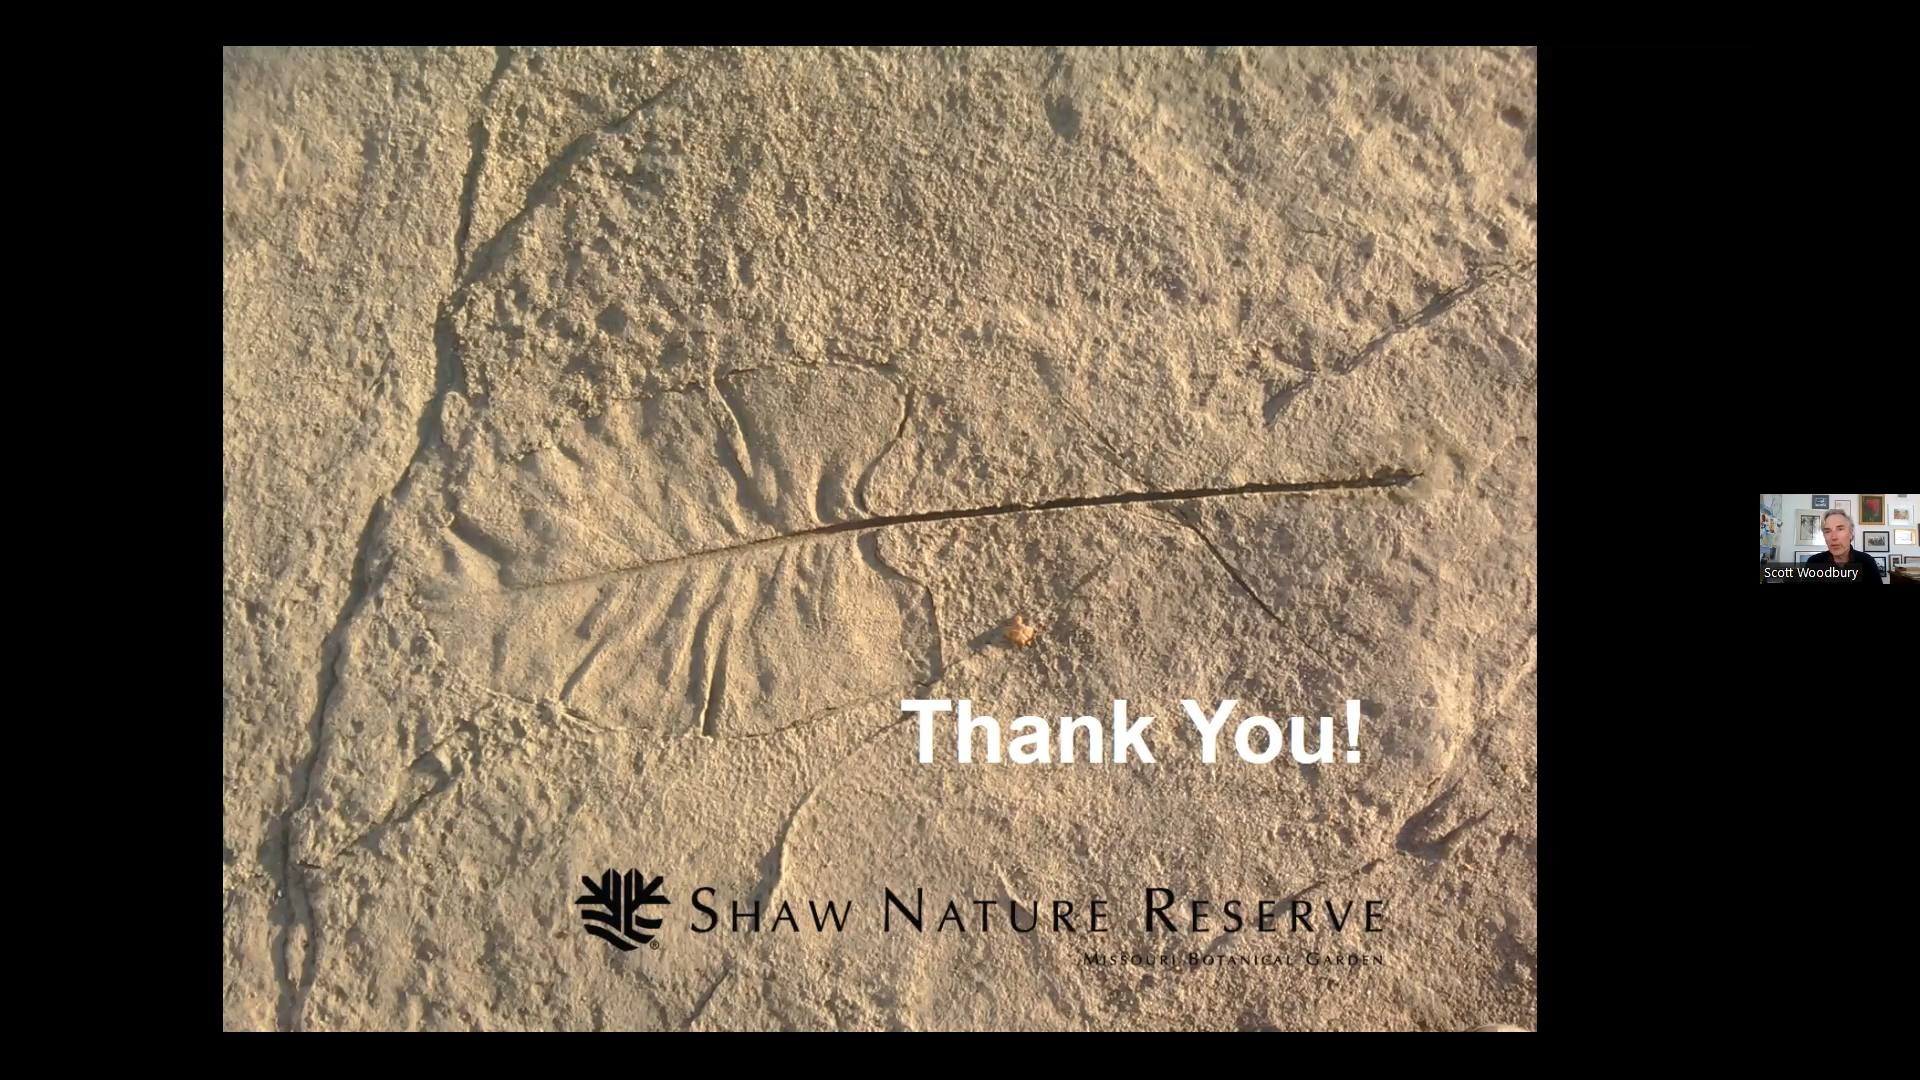 Thank You!
SHAW NATURE RESERVE
®
MISSOURI BOTANICAL GARDEN
Scott Woodbury